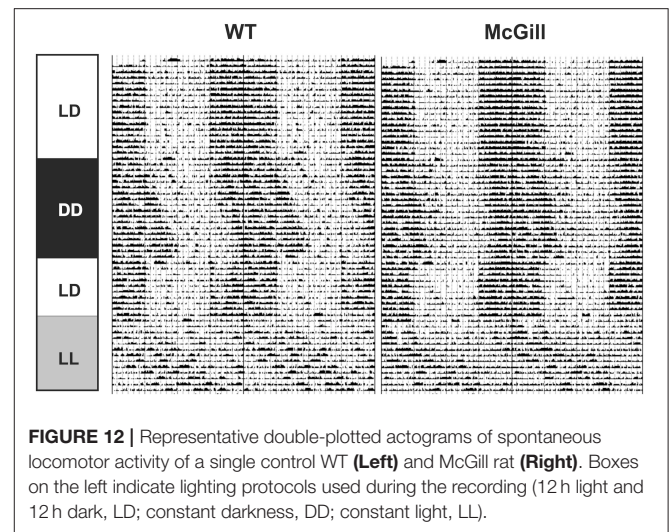 WT
McGill
LD
DD
LD
LL
FIGURE 12 | Representative double-plotted actograms of spontaneous
locomotor activity of a single control WT (Left) and McGill rat (Right). Boxes
on the left indicate lighting protocols used during the recording (12 h light and
12 h dark, LD; constant darkness, DD; constant light, LL).